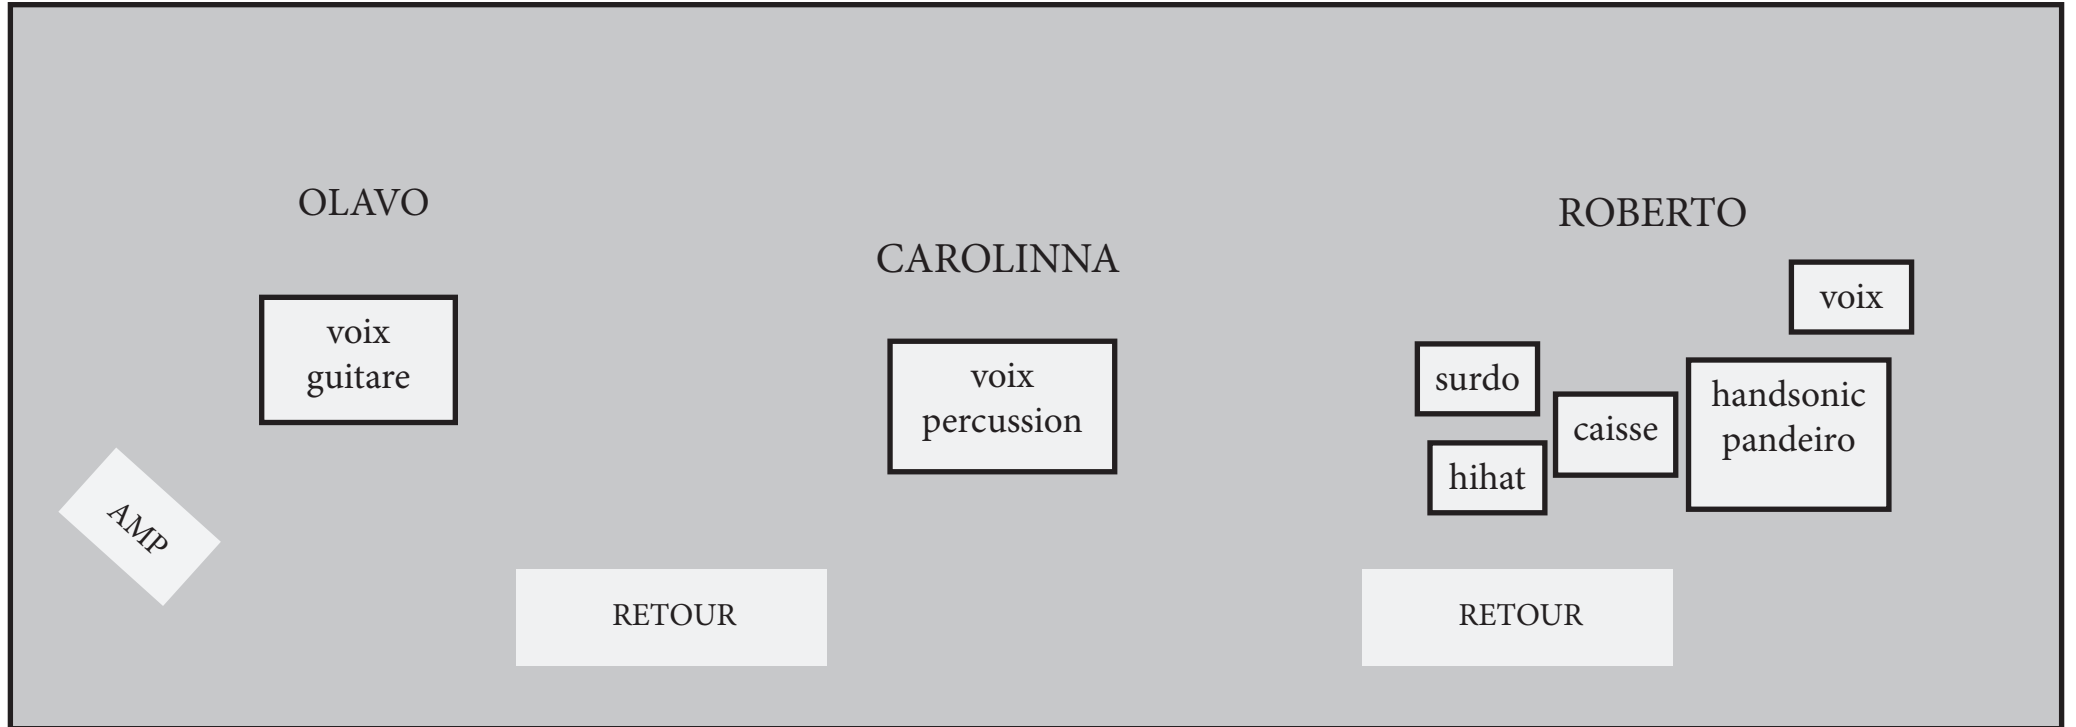 OLAVO
voix
guitare
AMP
CAROLINNA
voix
percussion
RETOUR
ROBERTO
voix
surdo
caisse
hihat
handsonic
pandeiro
RETOUR